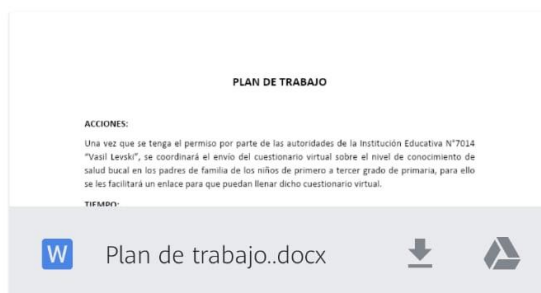 PLAN DE TRABAJO
ACCIONES:
Una vez que se tenga el permiso por parte de las autoridades de la Institución Educativa N°7014
"Vasil Levski", se coordinará el envío del cuestionario virtual sobre el nivel de conocimiento de
salud bucal en los padres de familia de los niños de primero a tercer grado de primaria, para ello
se les facilitará un enlace para que puedan llenar dicho cuestionario virtual.
TIEMPO:
W Plan de trabajo..docx